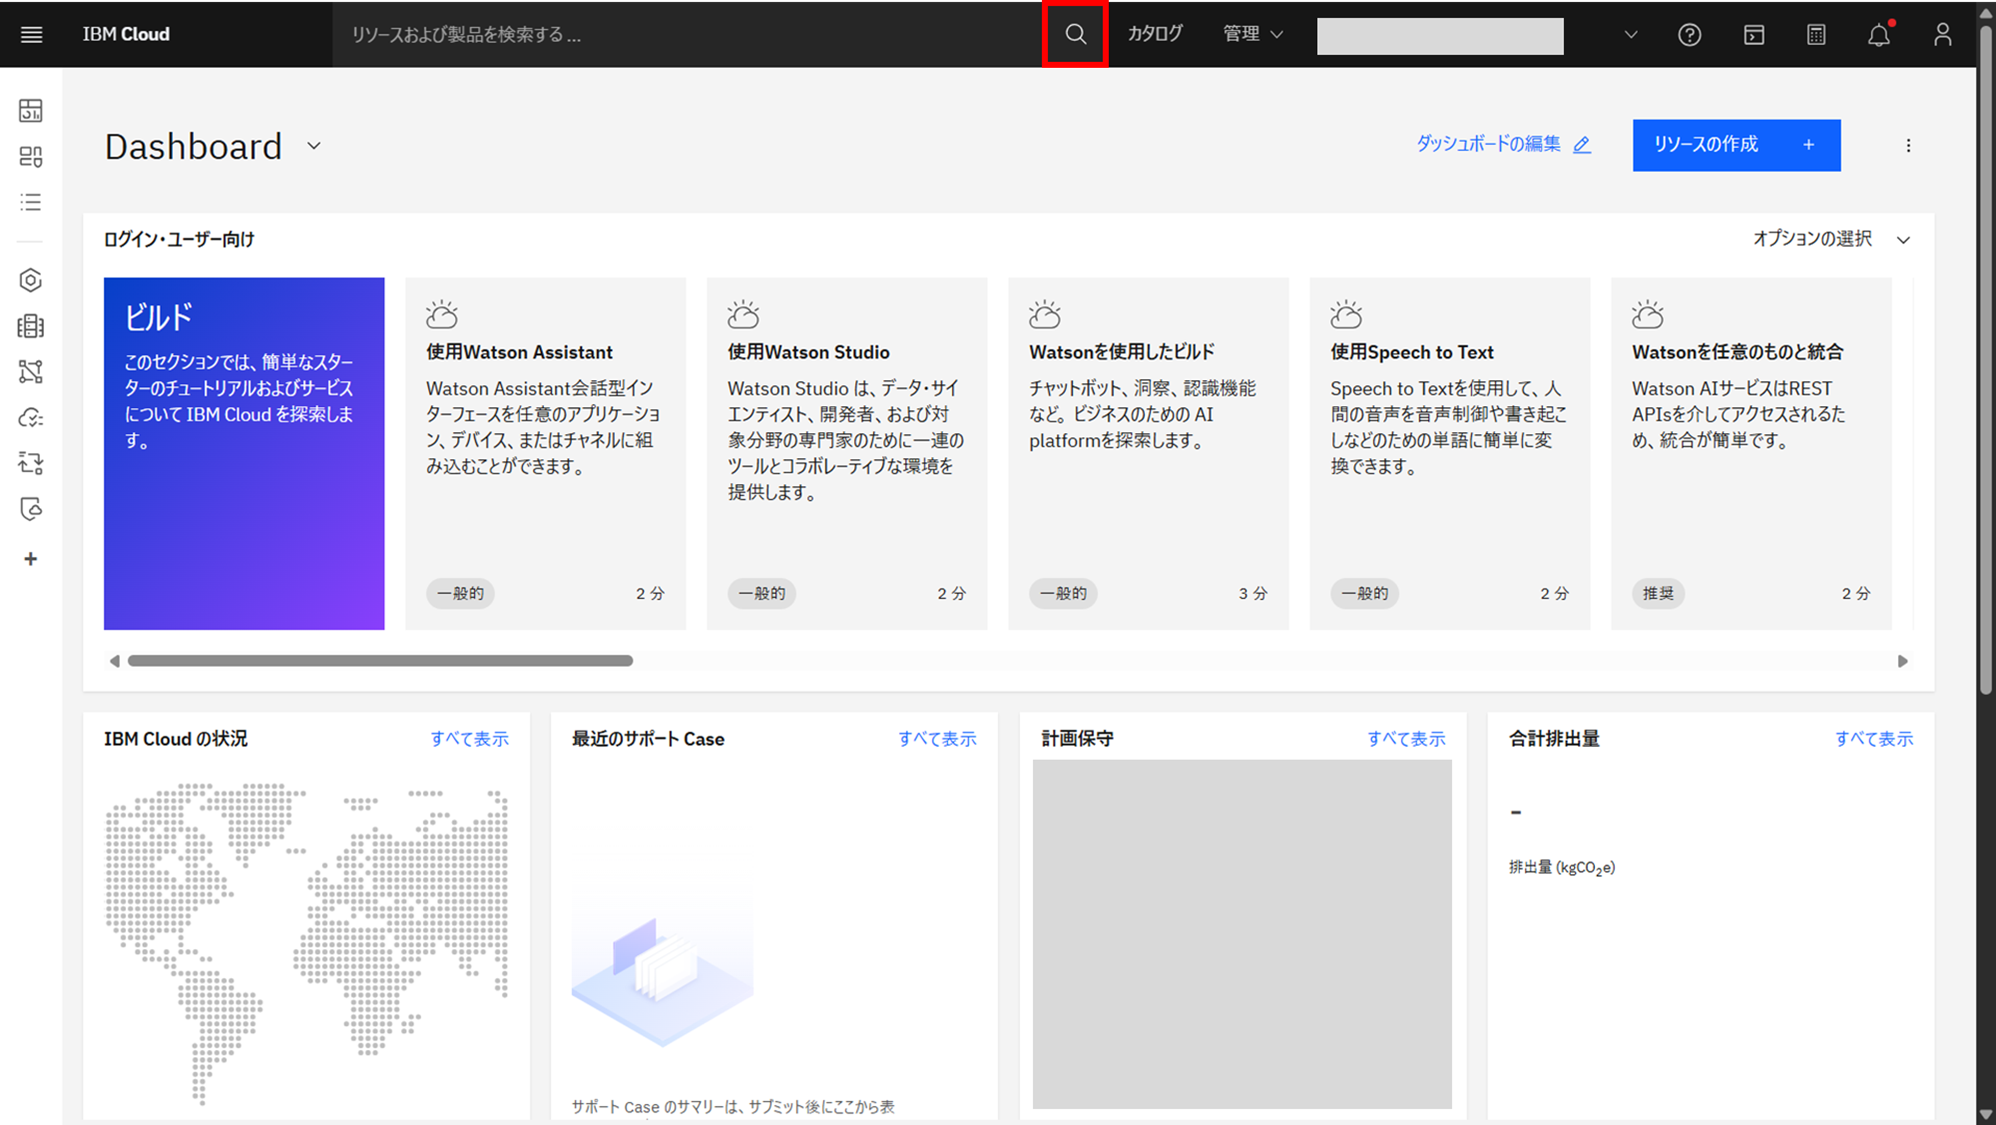 IBM Cloud
リソースおよび製品を検索する ...
カタログ
管理
Dashboard
ダッシュボードの編集
リソースの作成 +
ログイン・ユーザー向け
オプションの選択
ビルド
このセクションでは、簡単なスター
ターのチュートリアルおよびサービス
について IBM Cloud を探索しま
す。
使用Watson Assistant
Watson Assistant会話型イン
ターフェースを任意のアプリケーショ
ン、デバイス、またはチャネルに組
み込むことができます。
一般的
2 分
使用Watson Studio
Watson Studio は、データ・サイ
エンティスト、開発者、および対
象分野の専門家のために一連の
ツールとコラボレーティブな環境を
提供します。
一般的
2 分
Watsonを使用したビルド
チャットボット、洞察、認識機能
など。ビジネスのための AI
platformを探索します。
一般的
3 分
使用Speech to Text
Speech to Textを使用して、人
間の音声を音声制御や書き起こ
しなどのための単語に簡単に変
換できます。
一般的
2 分
Watsonを任意のものと統合
Watson AIサービスはREST
APIsを介してアクセスされるた
め、統合が簡単です。
推奨
2 分
IBM Cloud の状況
すべて表示
最近のサポート Case
すべて表示
サポート Case のサマリーは、サブミット後にここから表
計画保守
すべて表示
合計排出量
すべて表示
-
排出量 (kgCO₂e)